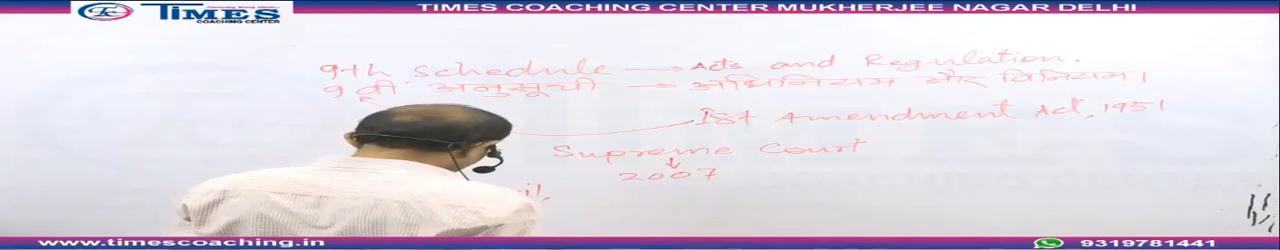 TIMES COACHING CENTER
TIMES COACHING CENTER MUKHERJEE NAGAR DELHI
9th Schedule → Acts and Regulation.
9वी अनुसूची → अधिनियम और विनियम।
1st Amendment Act, 1951
Supreme Court
↓
2007
www.timescoaching.in
9319781441